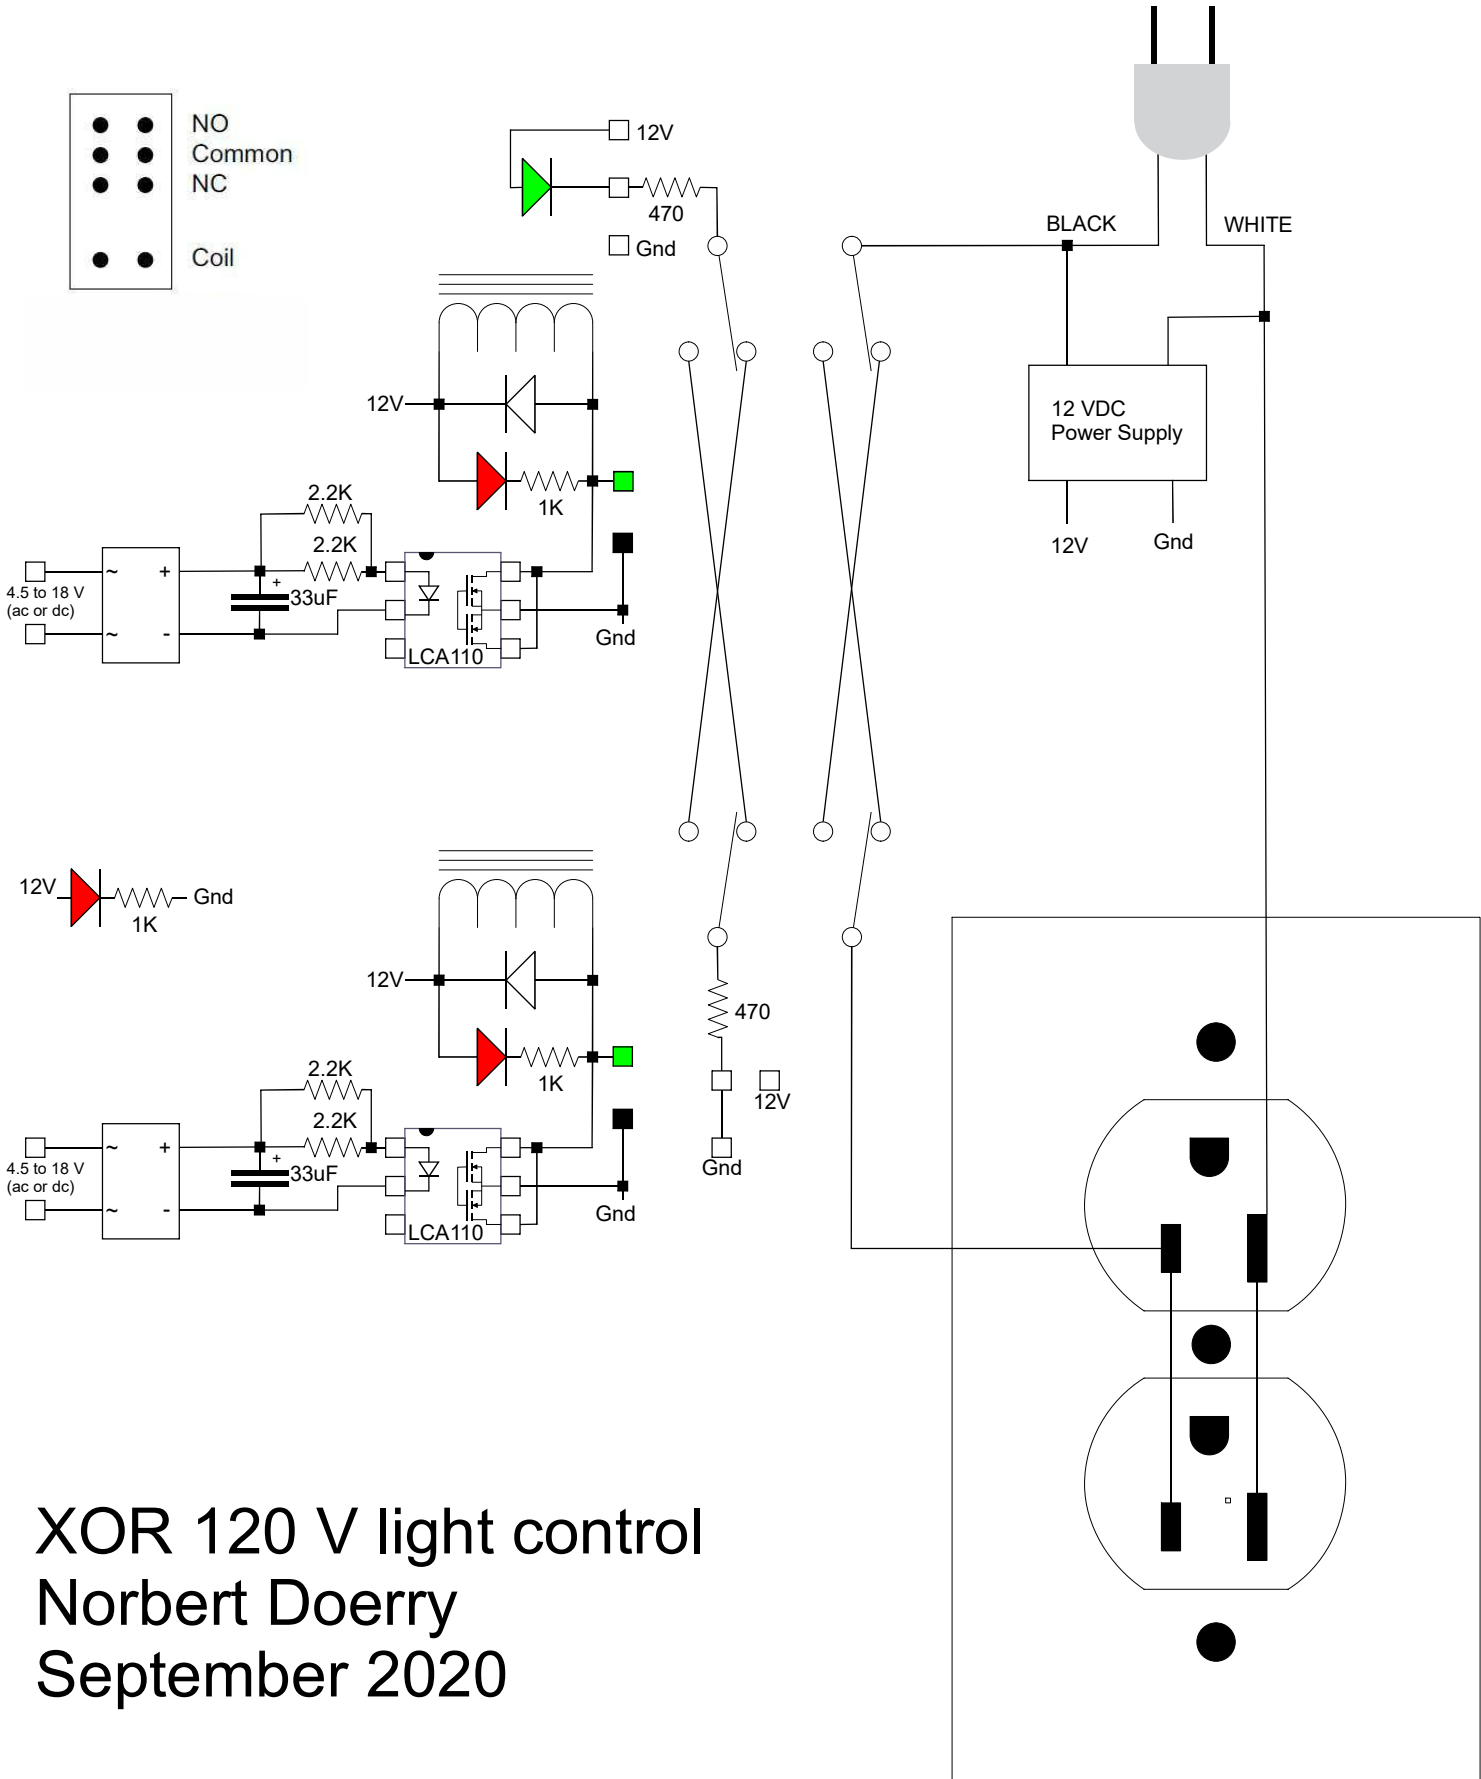 NO
Common
NC
Coil
12V
470
Gnd
BLACK
WHITE
12V
1K
12 VDC
Power Supply
12V
Gnd
2.2K
2.2K
~
+
4.5 to 18 V
(ac or dc)
+
33uF
~
-
LCA110
Gnd
12V
1K
Gnd
12V
1K
470
12V
Gnd
2.2K
2.2K
~
+
4.5 to 18 V
(ac or dc)
+
33uF
~
-
LCA110
Gnd
XOR 120 V light control
Norbert Doerry
September 2020